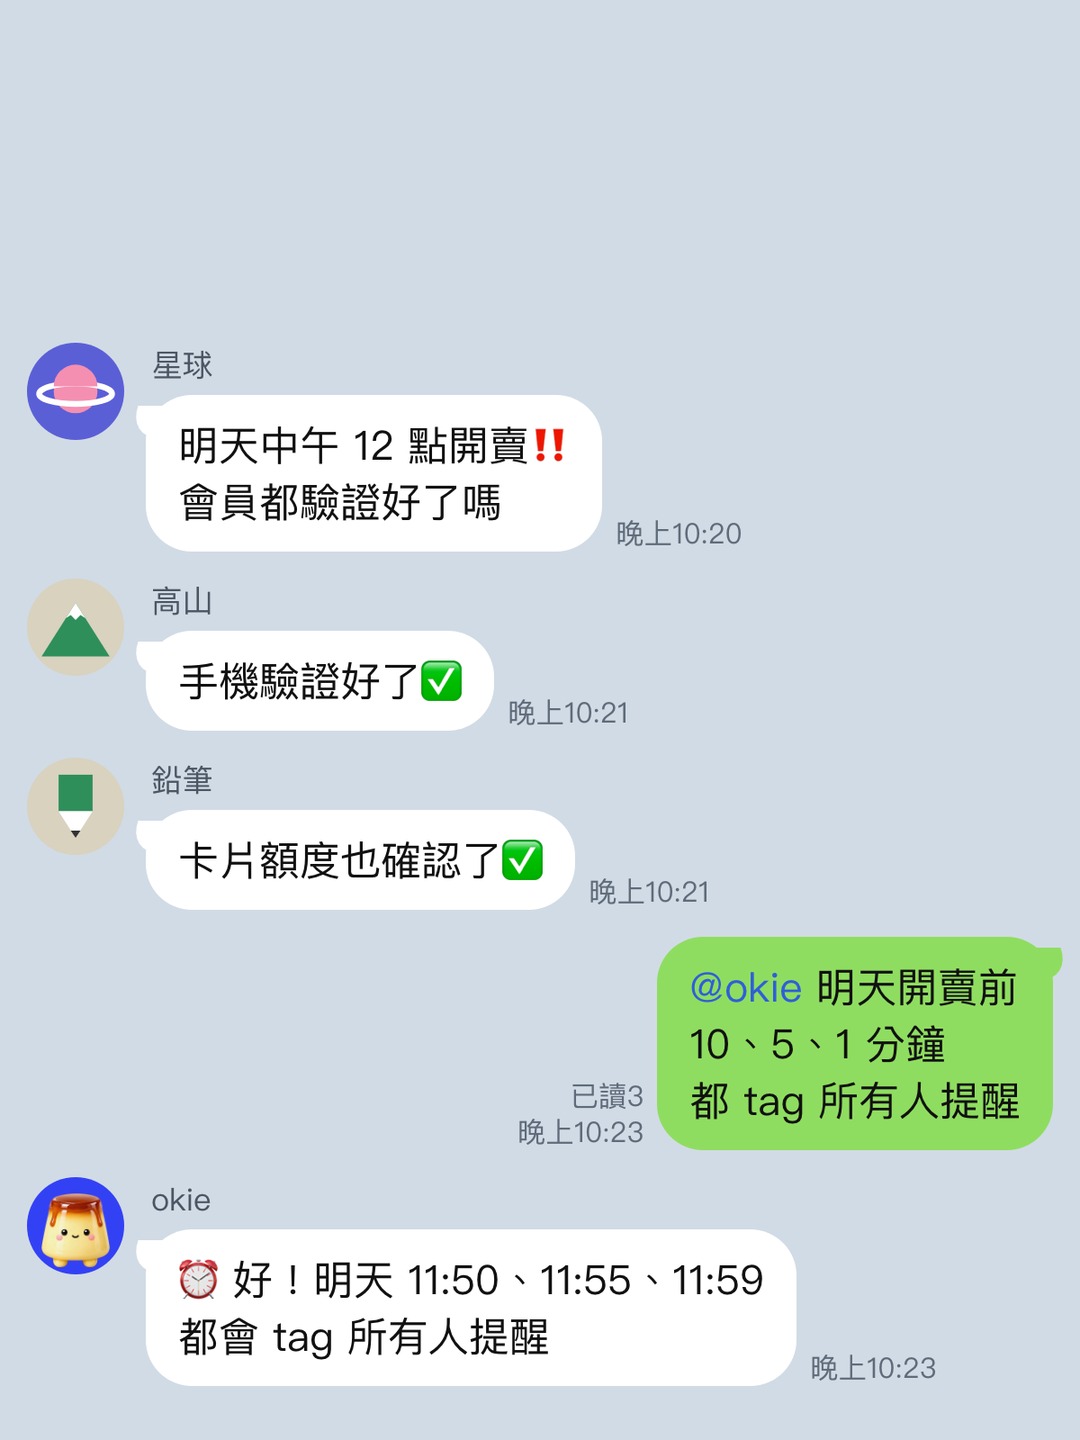 星球
明天中午 12 點開賣‼️
會員都驗證好了嗎
晚上10:20
高山
手機驗證好了✅
晚上10:21
鉛筆
卡片額度也確認了✅
晚上10:21
@okie 明天開賣前
10、5、1 分鐘
都 tag 所有人提醒
已讀3
晚上10:23
okie
⏰ 好！明天 11:50、11:55、11:59
都會 tag 所有人提醒
晚上10:23